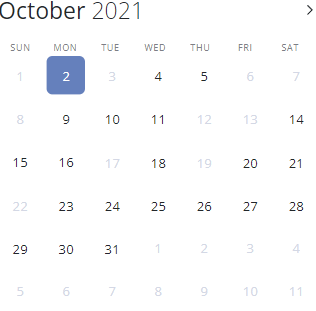 October 2021
SUN MON TUE WED THU FRI SAT
1 2 3 4 5 6 7
8 9 10 11 12 13 14
15 16 17 18 19 20 21
22 23 24 25 26 27 28
29 30 31 1 2 3 4
5 6 7 8 9 10 11